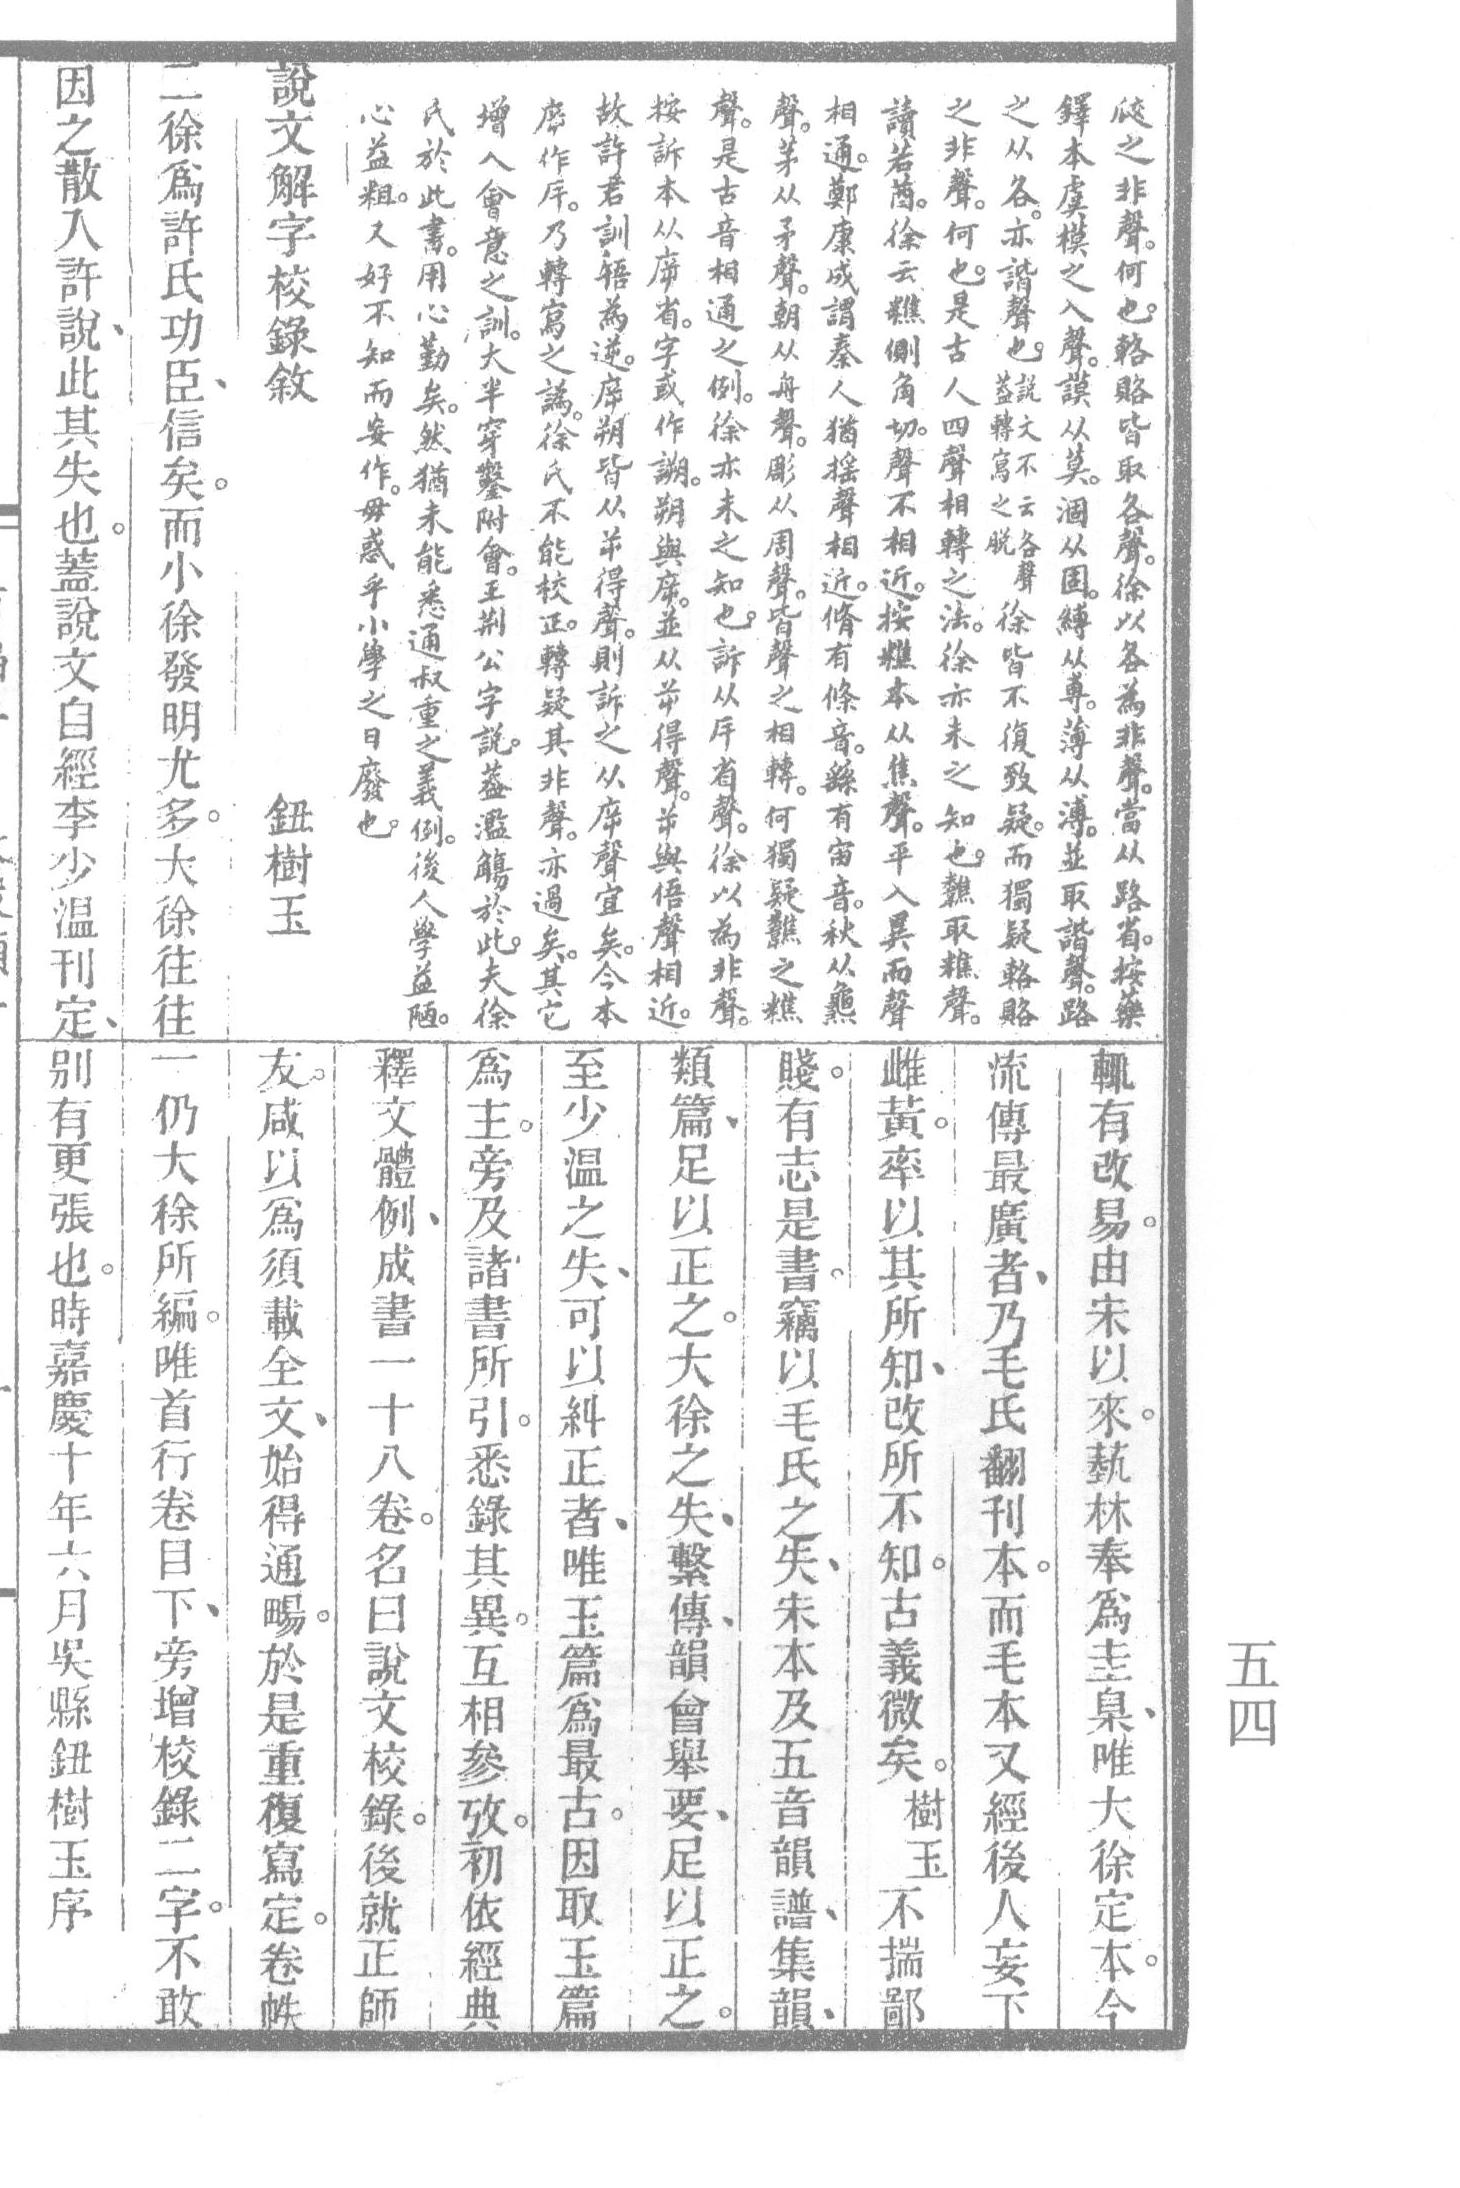 之非聲。何也。輅賂皆取各聲。徐以各為非聲。當从路省。按藥
鐸本虞模之入聲。謨从莫。涸从固。縛从尃。薄从溥。並取諧聲。路
之从各。亦諧聲也。說文不云各聲蓋轉寫之脫徐皆不復致疑。而獨疑輅賂
之非聲。何也。是古人四聲相轉之法。徐亦未之知也。䆶取糕聲。
讀若酋。徐云糕側角切。聲不相近。按糕本从焦聲。平入異而聲
相通。鄭康成謂秦人猶搖聲相近。脩有條音。繇有宙音。秋从龝
聲。茅从矛聲。朝从舟聲。彫从周聲。皆聲之相轉。何獨疑之糕
聲。是古音相通之例。徐亦未之知也。訴从㡿省聲。徐以為非聲。
按訴本从㡿省。字或作謭。朔與㡿。並从屰得聲。屰與啎聲相近。
故許君訓啎為逆。㡿朔皆从屰得聲。則訴之从㡿聲宜矣。今本
㡿作斥。乃轉寫之譌。徐氏不能校正。轉疑其非聲。亦過矣。其它
增入會意之訓。大半穿鑿附會。王荊公字說。蓋濫觴於此。夫徐
氏於此書。用心勤矣。然猶未能悉通叔重之義例。後人學益陋。
心益粗。又好不知而妄作。毋惑乎小學之日廢也。
說文解字校錄敘 鈕樹玉
二徐爲許氏功臣、信矣。而小徐發明尤多。大徐往往
因之散入許說、此其失也。蓋說文自經李少溫刊定、
輒有改易。由宋以來。蓺林奉爲圭臬、唯大徐定本。今
流傳最廣者、乃毛氏翻刊本。而毛本又經後人妄下
雌黃。率以其所知、改所不知。古義微矣。樹玉不揣鄙
賤。有志是書。竊以毛氏之失、宋本及五音韻譜、集韻、
類篇、足以正之。大徐之失、繫傳、韻會舉要、足以正之。
至少溫之失、可以糾正者、唯玉篇爲最古。因取玉篇
爲主。旁及諸書所引。悉錄其異。互相參攷。初依經典
釋文體例、成書一十八卷。名曰說文校錄。後就正師
友。咸以爲須載全文、始得通暢。於是重復寫定。卷帙
一仍大徐所編。唯首行卷目下、旁增校錄二字。不敢
別有更張也。時嘉慶十年六月吳縣鈕樹玉序
五四